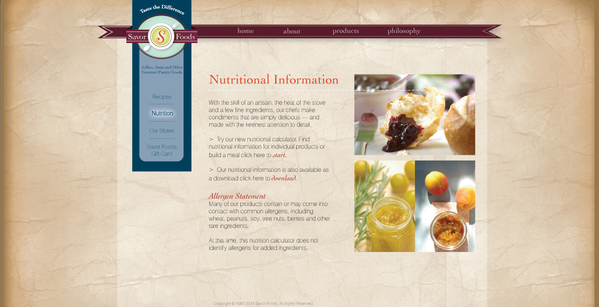 Taste the Difference
Savor S Foods
home about products philosophy
Jellies, Jams and Other
Gourmet Pantry Foods
Recipes
Nutrition
Our Stores
Savor Foods
Gift Card
Nutritional Information
With the skill of an artisan, the heat of the stove
and a few fine ingredients, our chefs make
condiments that are simply delicious — and
made with the keenest attention to detail.
> Try our new nutritional calculator. Find
nutritional information for individual products or
build a meal click here to start.
> Our nutritional information is also available as
a download click here to download.
Allergen Statement
Many of our products contain or may come into
contact with common allergens, including
wheat, peanuts, soy, tree nuts, berries and other
rare ingredients.
At this time, this nutrition calculator does not
identify allergens for added ingredients.
Savor Foods. All Rights Reserved.